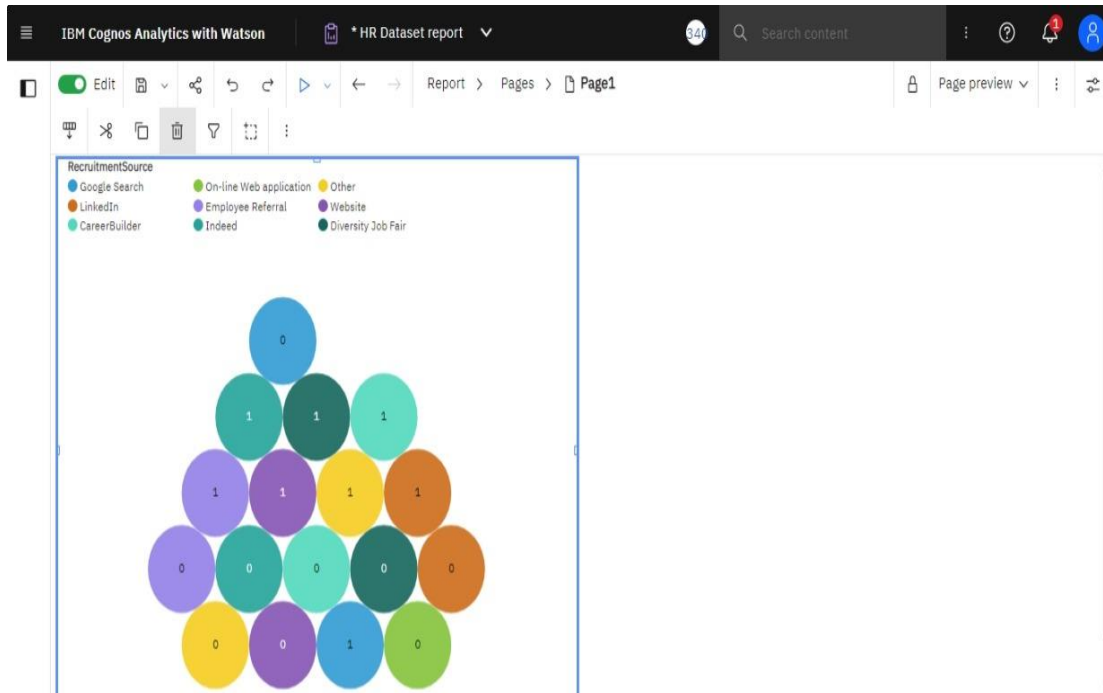 IBM Cognos Analytics with Watson
* HR Dataset report
340
Search content
1
Edit
Report > Pages > Page1
Page preview
RecruitmentSource
Google Search On-line Web application Other
LinkedIn Employee Referral Website
CareerBuilder Indeed Diversity Job Fair
0
1 1 1
1 1 1 1
0 0 0 0 0
0 0 1 0